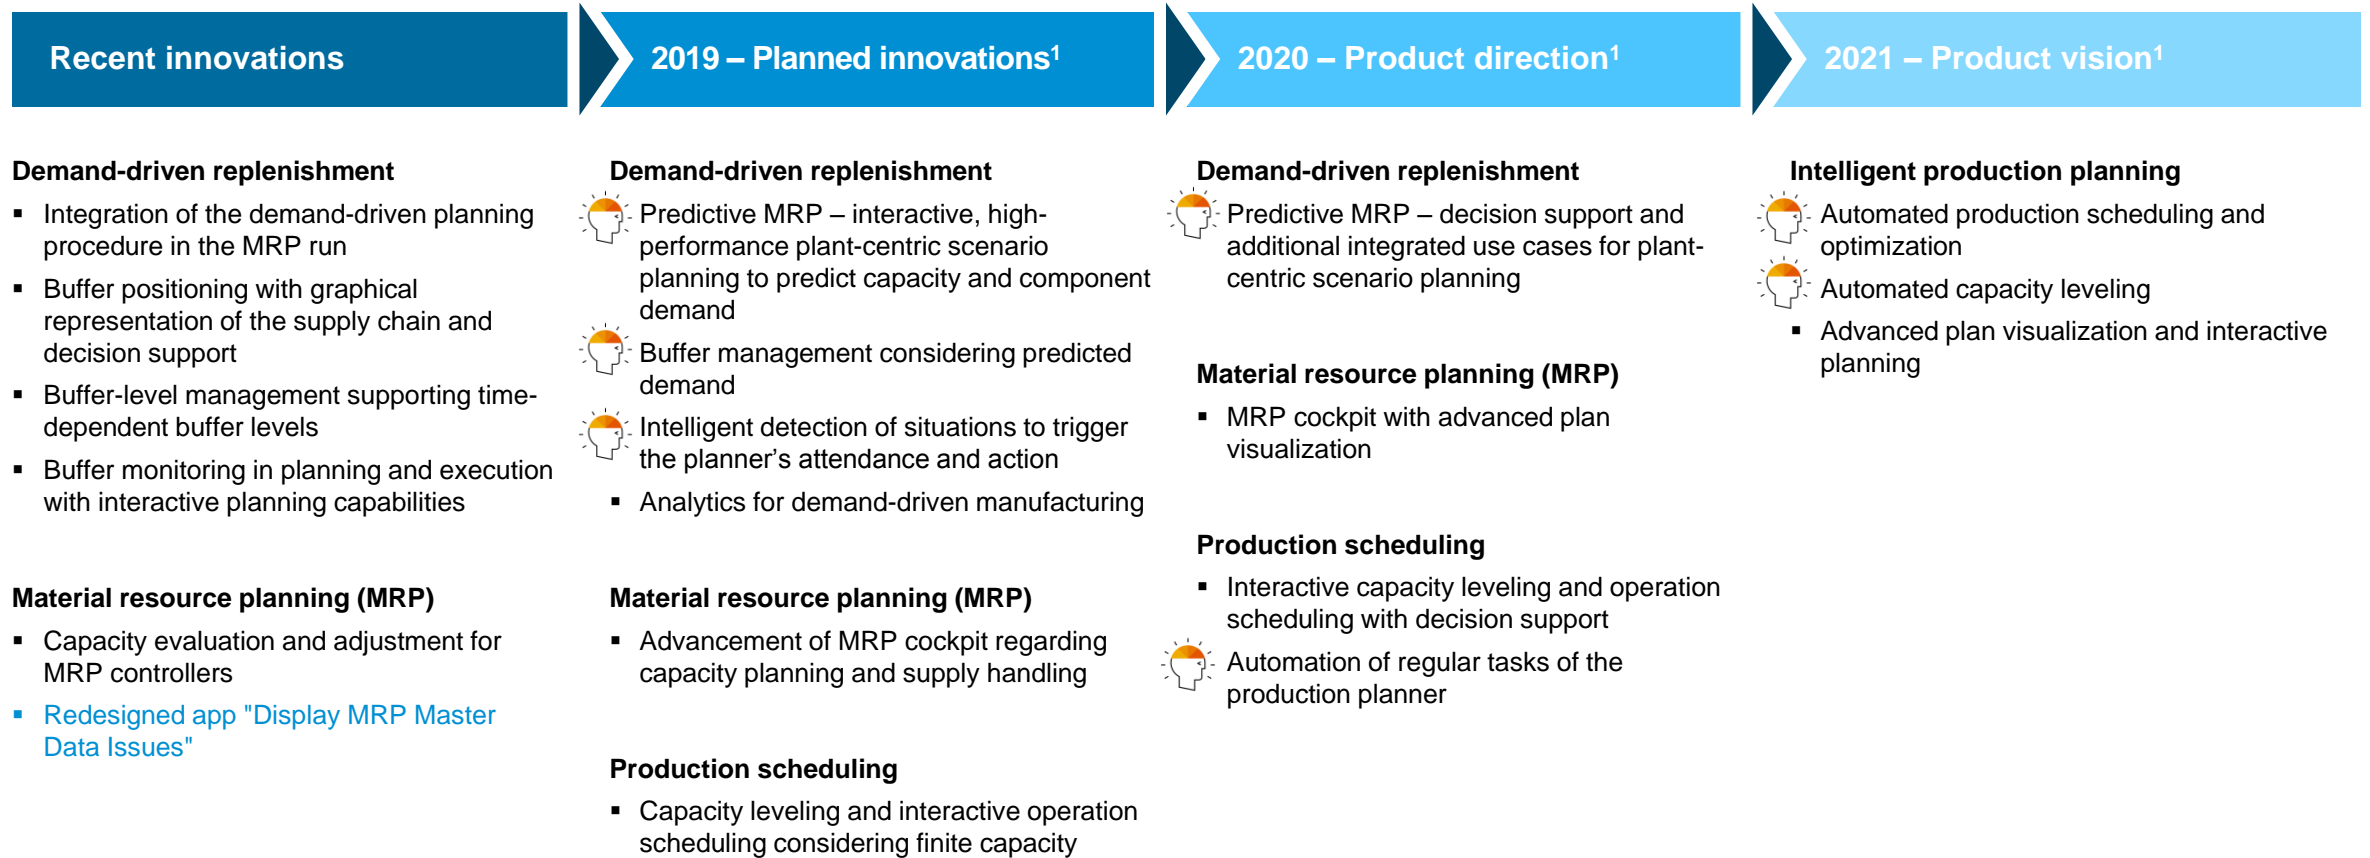 Recent innovations
2019 – Planned innovations¹
2020 – Product direction¹
2021 – Product vision¹
Demand-driven replenishment
▪ Integration of the demand-driven planning
procedure in the MRP run
▪ Buffer positioning with graphical
representation of the supply chain and
decision support
▪ Buffer-level management supporting time-
dependent buffer levels
▪ Buffer monitoring in planning and execution
with interactive planning capabilities
Material resource planning (MRP)
▪ Capacity evaluation and adjustment for
MRP controllers
▪ Redesigned app "Display MRP Master
Data Issues"
Demand-driven replenishment
Predictive MRP – interactive, high-
performance plant-centric scenario
planning to predict capacity and component
demand
Buffer management considering predicted
demand
Intelligent detection of situations to trigger
the planner’s attendance and action
▪ Analytics for demand-driven manufacturing
Material resource planning (MRP)
▪ Advancement of MRP cockpit regarding
capacity planning and supply handling
Production scheduling
▪ Capacity leveling and interactive operation
scheduling considering finite capacity
Demand-driven replenishment
Predictive MRP – decision support and
additional integrated use cases for plant-
centric scenario planning
Material resource planning (MRP)
▪ MRP cockpit with advanced plan
visualization
Production scheduling
▪ Interactive capacity leveling and operation
scheduling with decision support
Automation of regular tasks of the
production planner
Intelligent production planning
Automated production scheduling and
optimization
Automated capacity leveling
▪ Advanced plan visualization and interactive
planning